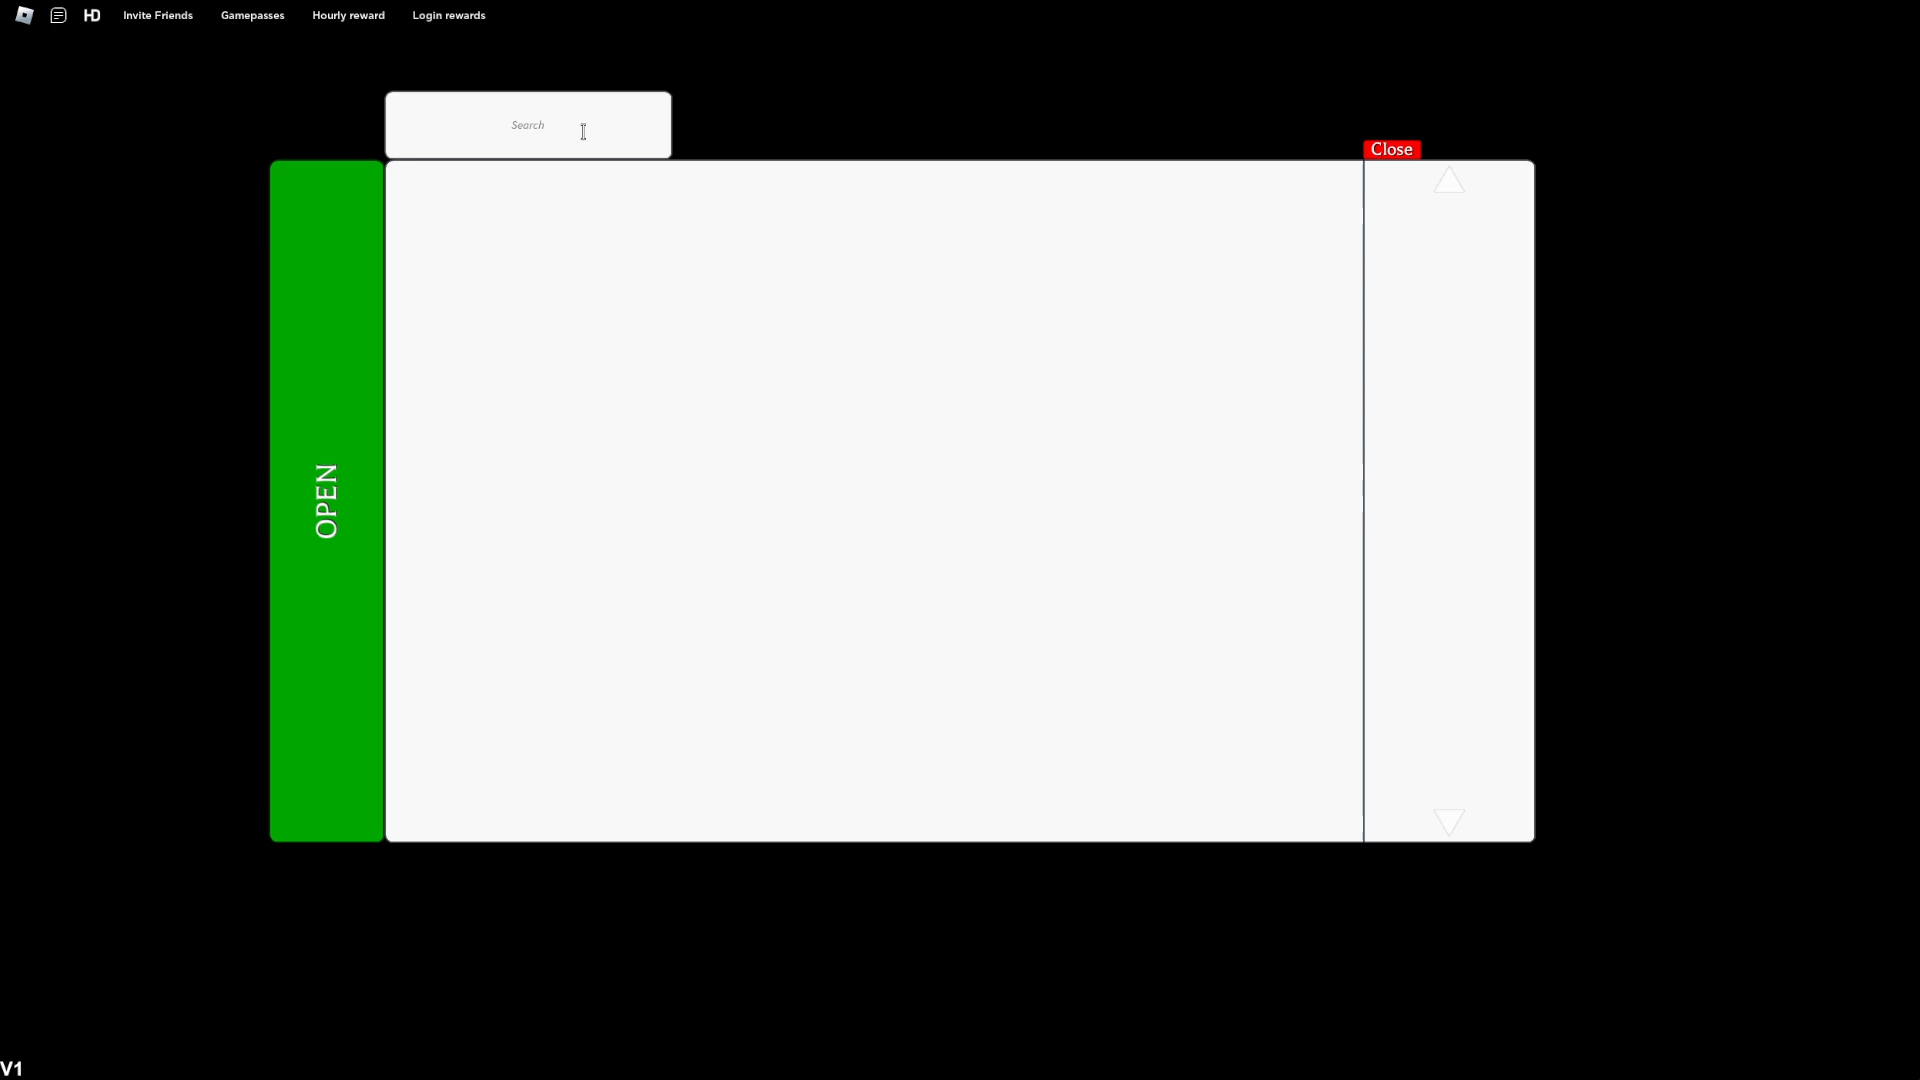 HD Invite Friends Gamepasses Hourly reward Login rewards
Search
Close
OPEN
V1